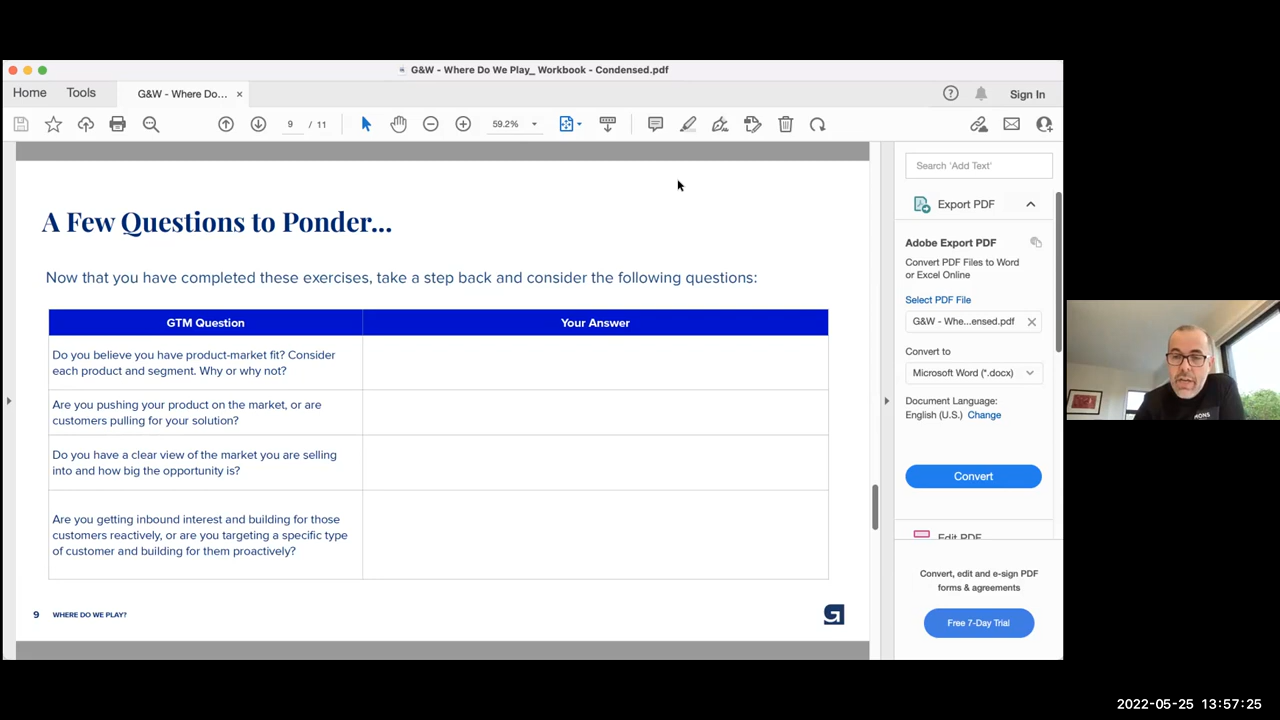 G&W - Where Do We Play_ Workbook - Condensed.pdf
Home
Tools
G&W - Where Do...
Sign In
9 / 11
59.2%
A Few Questions to Ponder...
Now that you have completed these exercises, take a step back and consider the following questions:
GTM Question
Your Answer
Do you believe you have product-market fit? Consider
each product and segment. Why or why not?
Are you pushing your product on the market, or are
customers pulling for your solution?
Do you have a clear view of the market you are selling
into and how big the opportunity is?
Are you getting inbound interest and building for those
customers reactively, or are you targeting a specific type
of customer and building for them proactively?
9 WHERE DO WE PLAY?
Search 'Add Text'
Export PDF
Adobe Export PDF
Convert PDF Files to Word
or Excel Online
Select PDF File
G&W - Whe...ensed.pdf
Convert to
Microsoft Word (*.docx)
Document Language:
English (U.S.) Change
Convert
Edit PDF
Convert, edit and e-sign PDF
forms & agreements
Free 7-Day Trial
2022-05-25 13:57:25